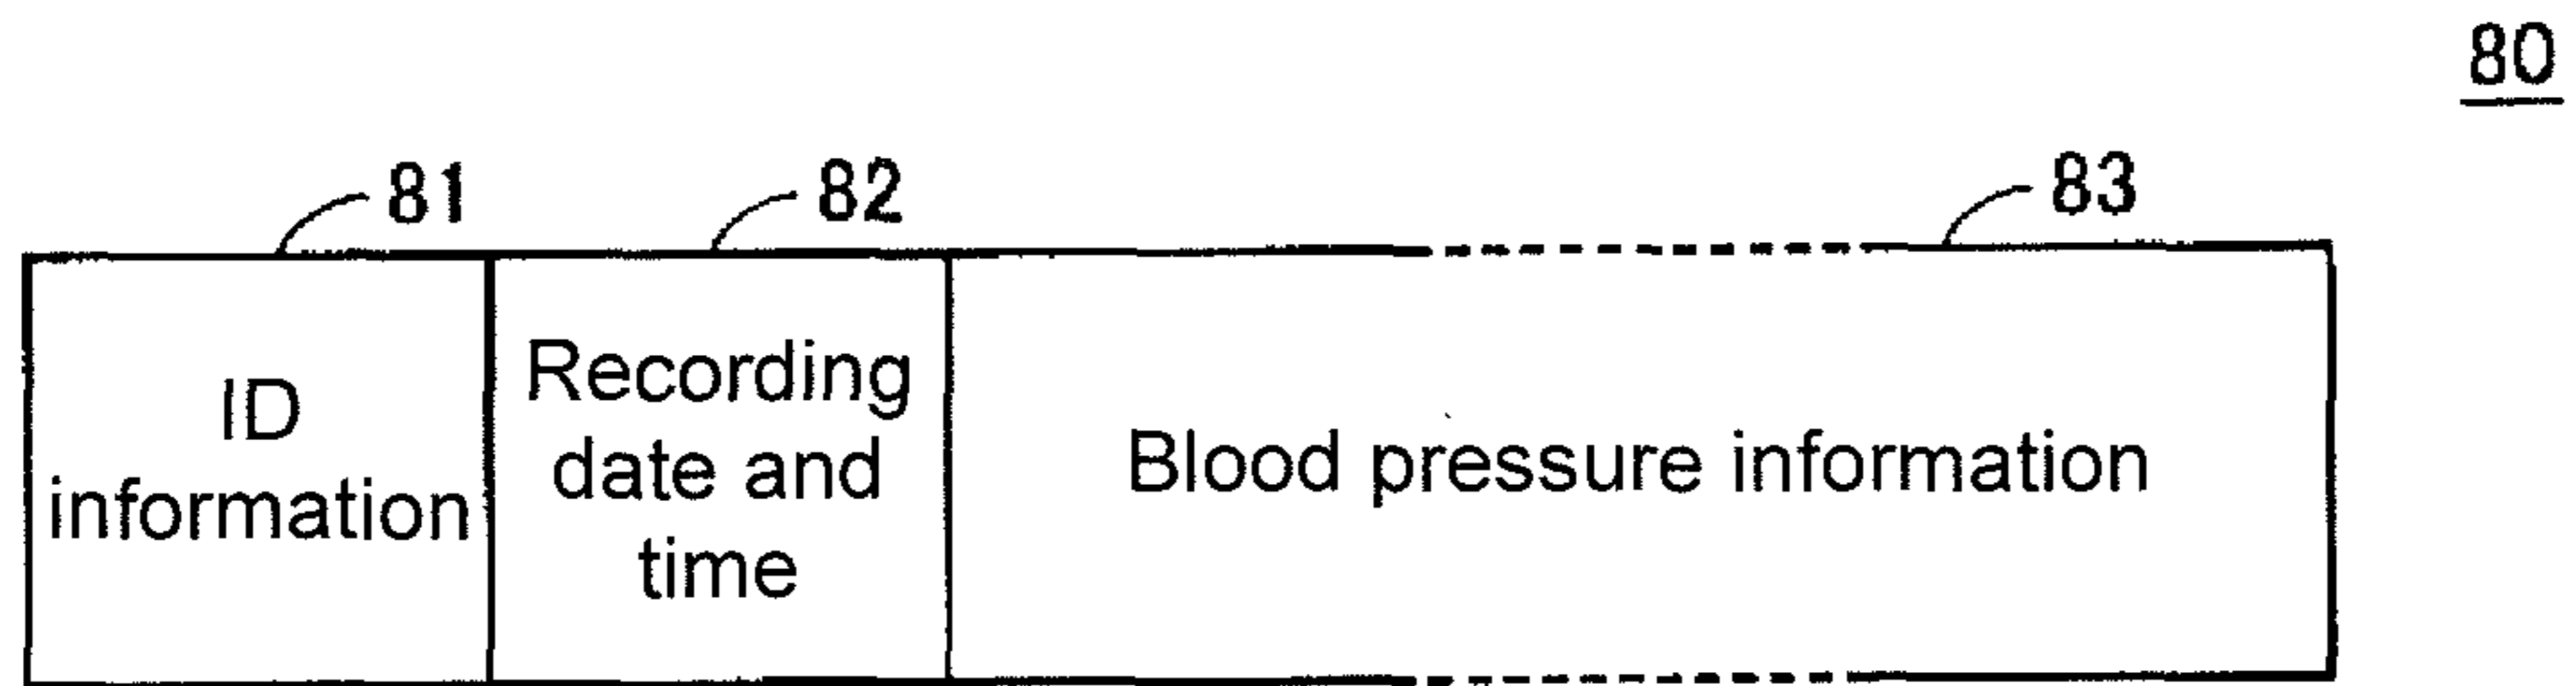 80
81
82
83
ID
information
Recording
date and
time
Blood pressure information